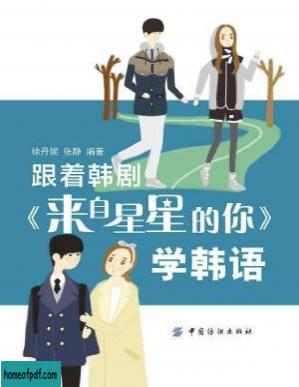 徐丹妮 张静 编著
跟着韩剧
《来自星星的你》
学韩语
中国纺织出版社
homeofpdf.com